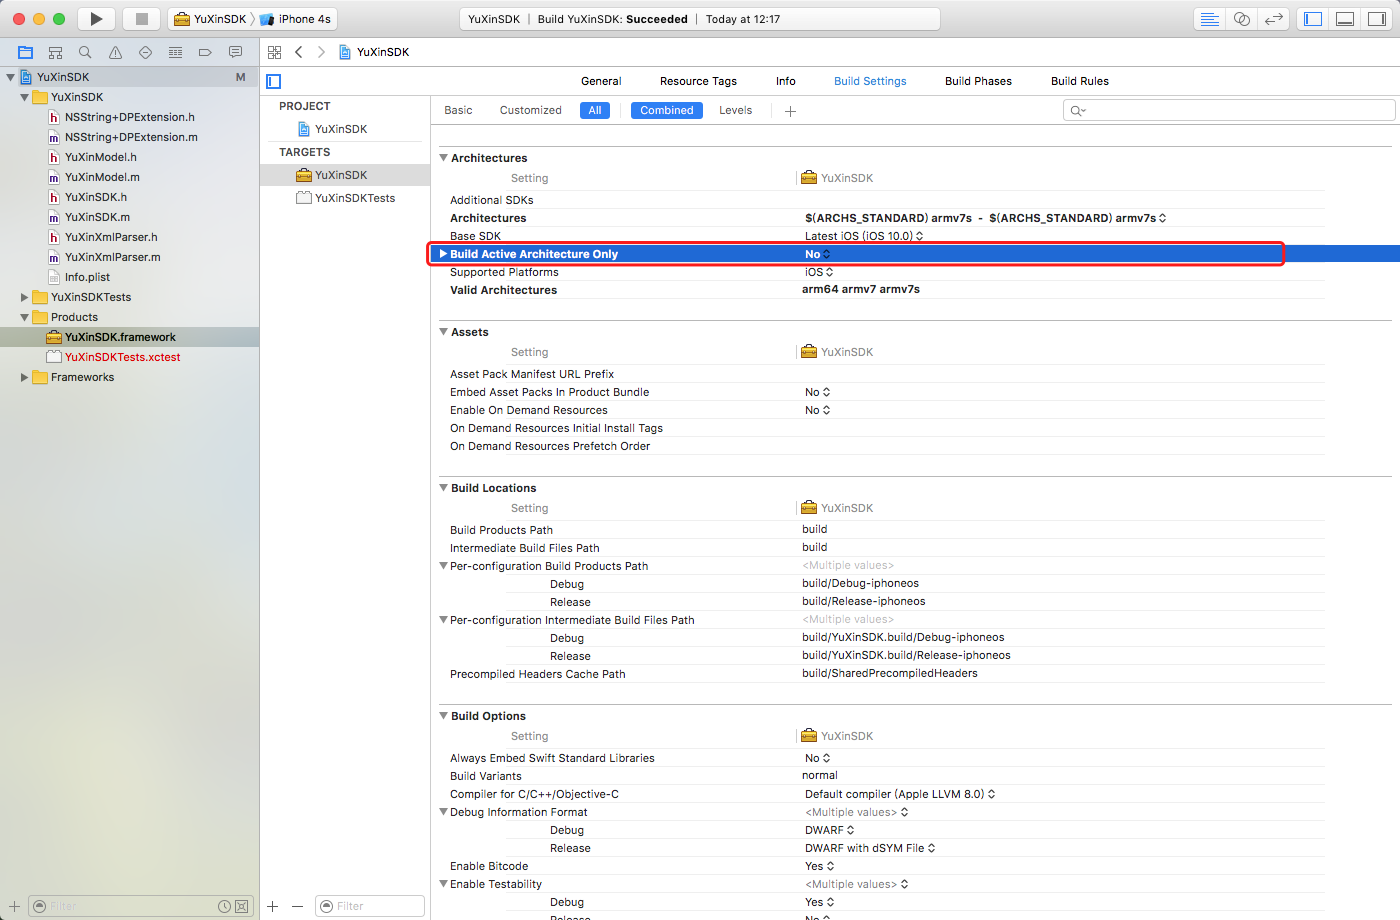 YuXinSDK
iPhone 4s
YuXinSDK | Build YuXinSDK: Succeeded | Today at 12:17
YuXinSDK
YuXinSDK M
YuXinSDK
NSString+DPExtension.h
NSString+DPExtension.m
YuXinModel.h
YuXinModel.m
YuXinSDK.h
YuXinSDK.m
YuXinXmlParser.h
YuXinXmlParser.m
Info.plist
YuXinSDKTests
Products
YuXinSDK.framework
YuXinSDKTests.xctest
Frameworks
Filter
General Resource Tags Info Build Settings Build Phases Build Rules
PROJECT
YuXinSDK
TARGETS
YuXinSDK
YuXinSDKTests
Filter
Basic Customized All Combined Levels
Architectures
Setting YuXinSDK
Additional SDKs
Architectures $(ARCHS_STANDARD) armv7s - $(ARCHS_STANDARD) armv7s
Base SDK Latest iOS (iOS 10.0)
Build Active Architecture Only No
Supported Platforms iOS
Valid Architectures arm64 armv7 armv7s
Assets
Setting YuXinSDK
Asset Pack Manifest URL Prefix
Embed Asset Packs In Product Bundle No
Enable On Demand Resources No
On Demand Resources Initial Install Tags
On Demand Resources Prefetch Order
Build Locations
Setting YuXinSDK
Build Products Path build
Intermediate Build Files Path build
Per-configuration Build Products Path <Multiple values>
Debug build/Debug-iphoneos
Release build/Release-iphoneos
Per-configuration Intermediate Build Files Path <Multiple values>
Debug build/YuXinSDK.build/Debug-iphoneos
Release build/YuXinSDK.build/Release-iphoneos
Precompiled Headers Cache Path build/SharedPrecompiledHeaders
Build Options
Setting YuXinSDK
Always Embed Swift Standard Libraries No
Build Variants normal
Compiler for C/C++/Objective-C Default compiler (Apple LLVM 8.0)
Debug Information Format <Multiple values>
Debug DWARF
Release DWARF with dSYM File
Enable Bitcode Yes
Enable Testability <Multiple values>
Debug Yes
Release No